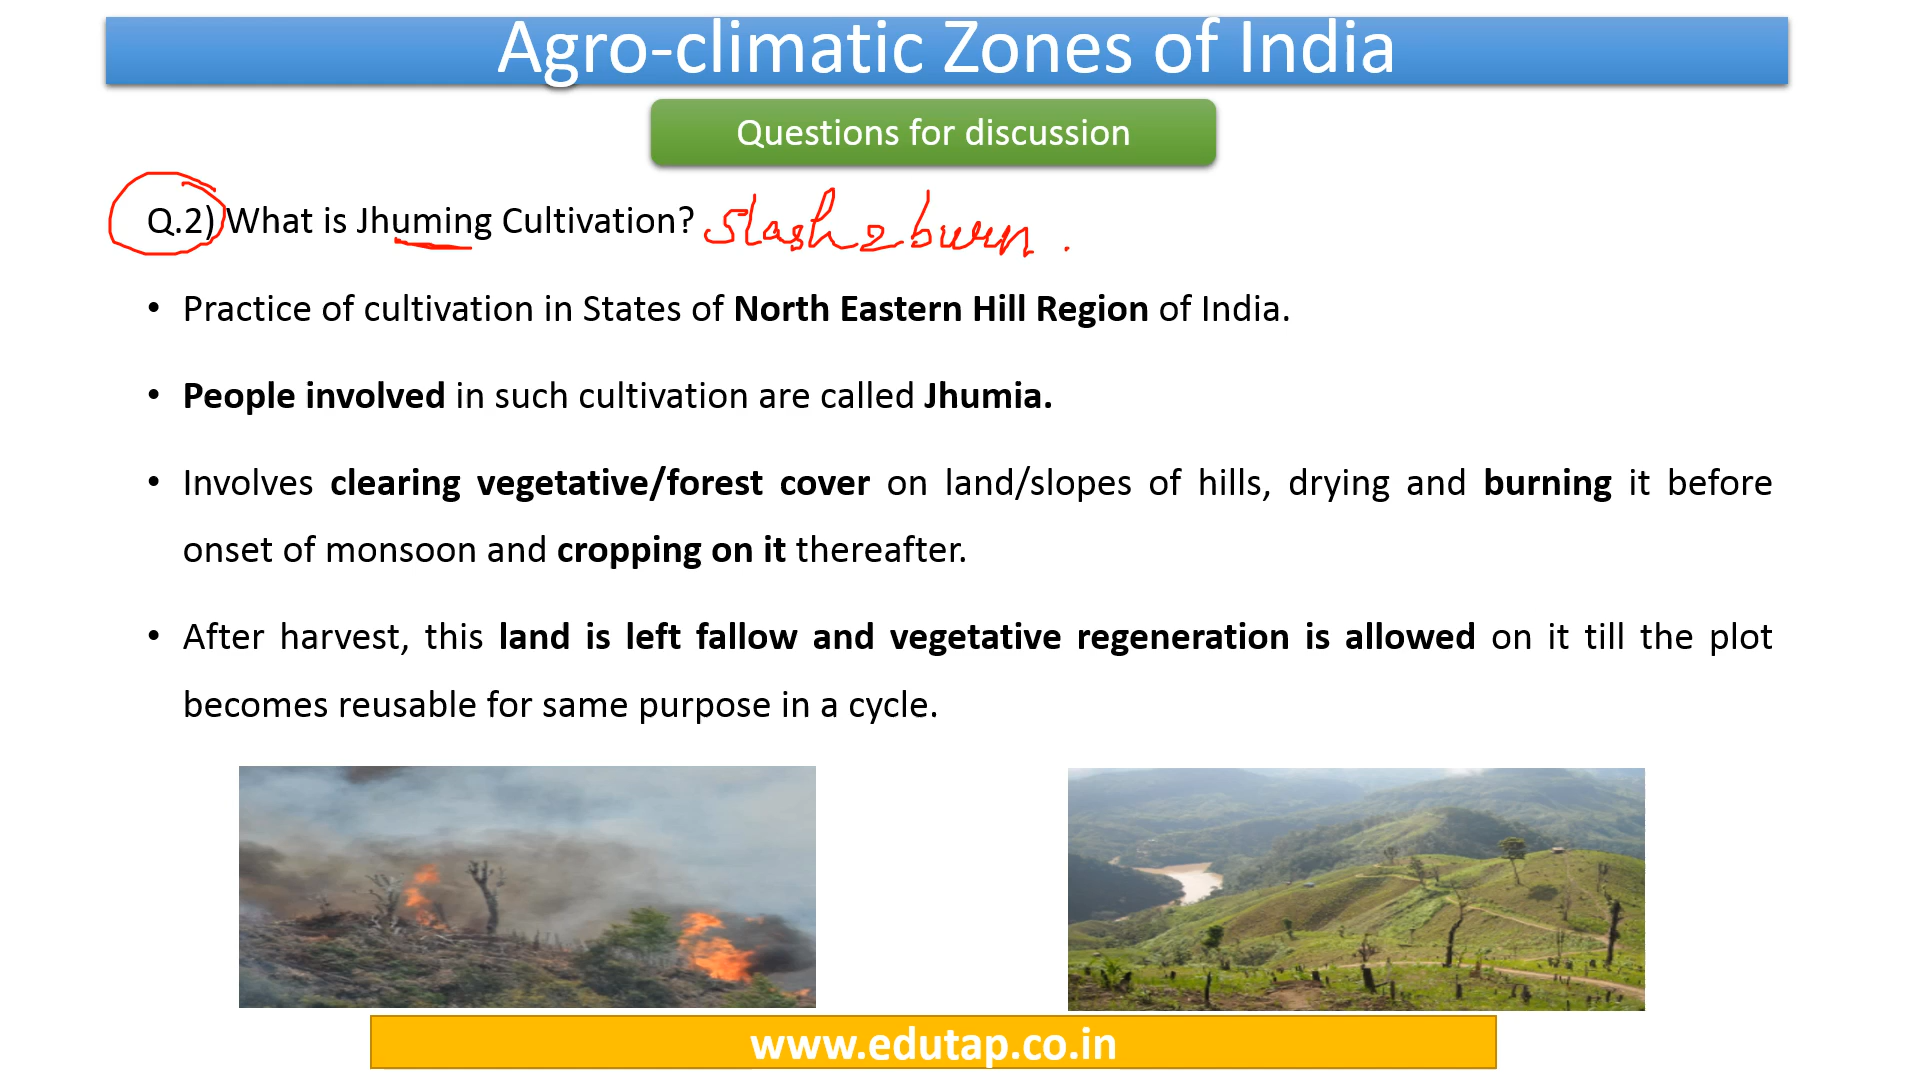 Agro-climatic Zones of India
Questions for discussion
Q.2) What is Jhuming Cultivation? Slash & burn.
• Practice of cultivation in States of North Eastern Hill Region of India.
• People involved in such cultivation are called Jhumia.
• Involves clearing vegetative/forest cover on land/slopes of hills, drying and burning it before
onset of monsoon and cropping on it thereafter.
• After harvest, this land is left fallow and vegetative regeneration is allowed on it till the plot
becomes reusable for same purpose in a cycle.
www.edutap.co.in